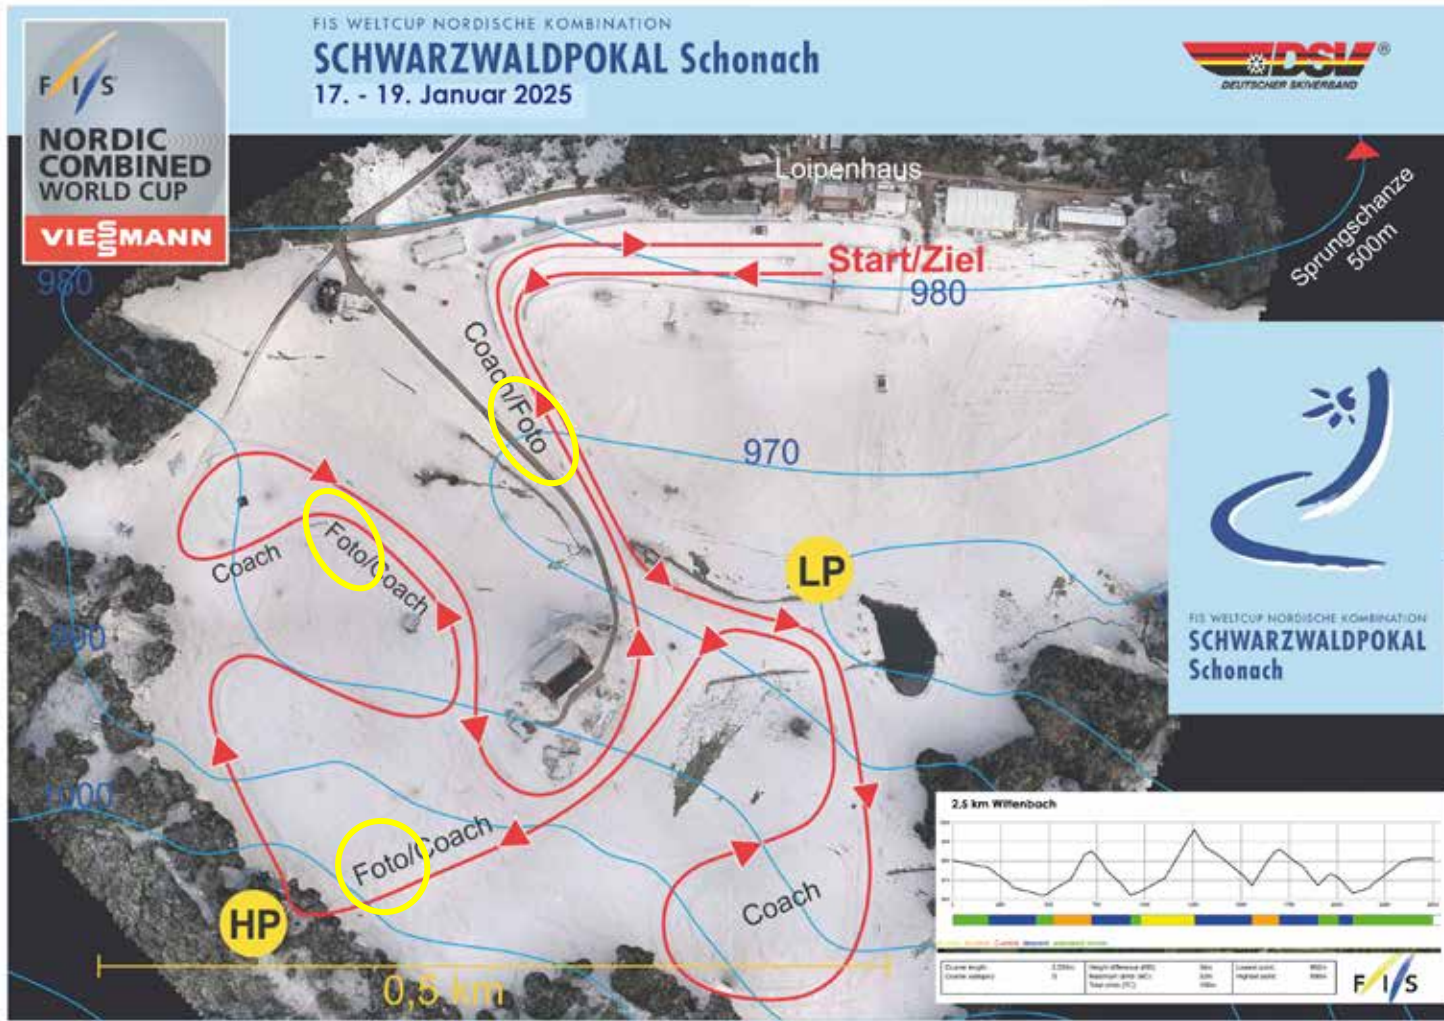 FIS WELTCUP NORDISCHE KOMBINATION
SCHWARZWALDPOKAL Schonach
17. - 19. Januar 2025
F/I/S
NORDIC
COMBINED
WORLD CUP
VIESSMANN
DSV®
DEUTSCHER SKIVERBAND
Loipenhaus
Sprungschanze
500m
Start/Ziel
980
980
Coach/Foto
970
Foto/Coach
Coach
LP
990
1000
Foto/Coach
HP
Coach
0,5 km
FIS WELTCUP NORDISCHE KOMBINATION
SCHWARZWALDPOKAL
Schonach
2,5 km Wittenbach
F/I/S